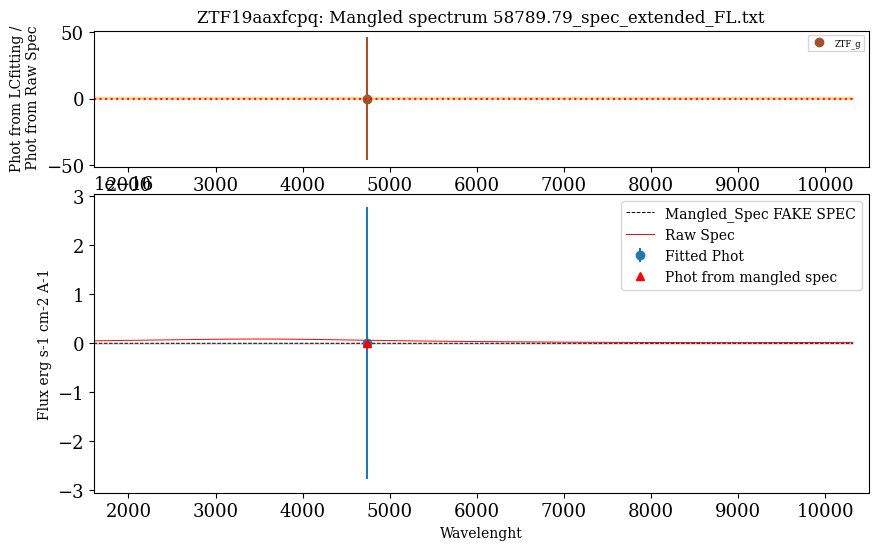 ZTF19aaxfcpq: Mangled spectrum 58789.79_spec_extended_FL.txt
Phot from LCfitting /
Phot from Raw Spec
50
0
−50
ZTF_g
2000 3000 4000 5000 6000 7000 8000 9000 10000
1e−16
3
2
1
0
−1
−2
−3
Flux erg s-1 cm-2 A-1
Mangled_Spec FAKE SPEC
Raw Spec
Fitted Phot
Phot from mangled spec
2000 3000 4000 5000 6000 7000 8000 9000 10000
Wavelenght